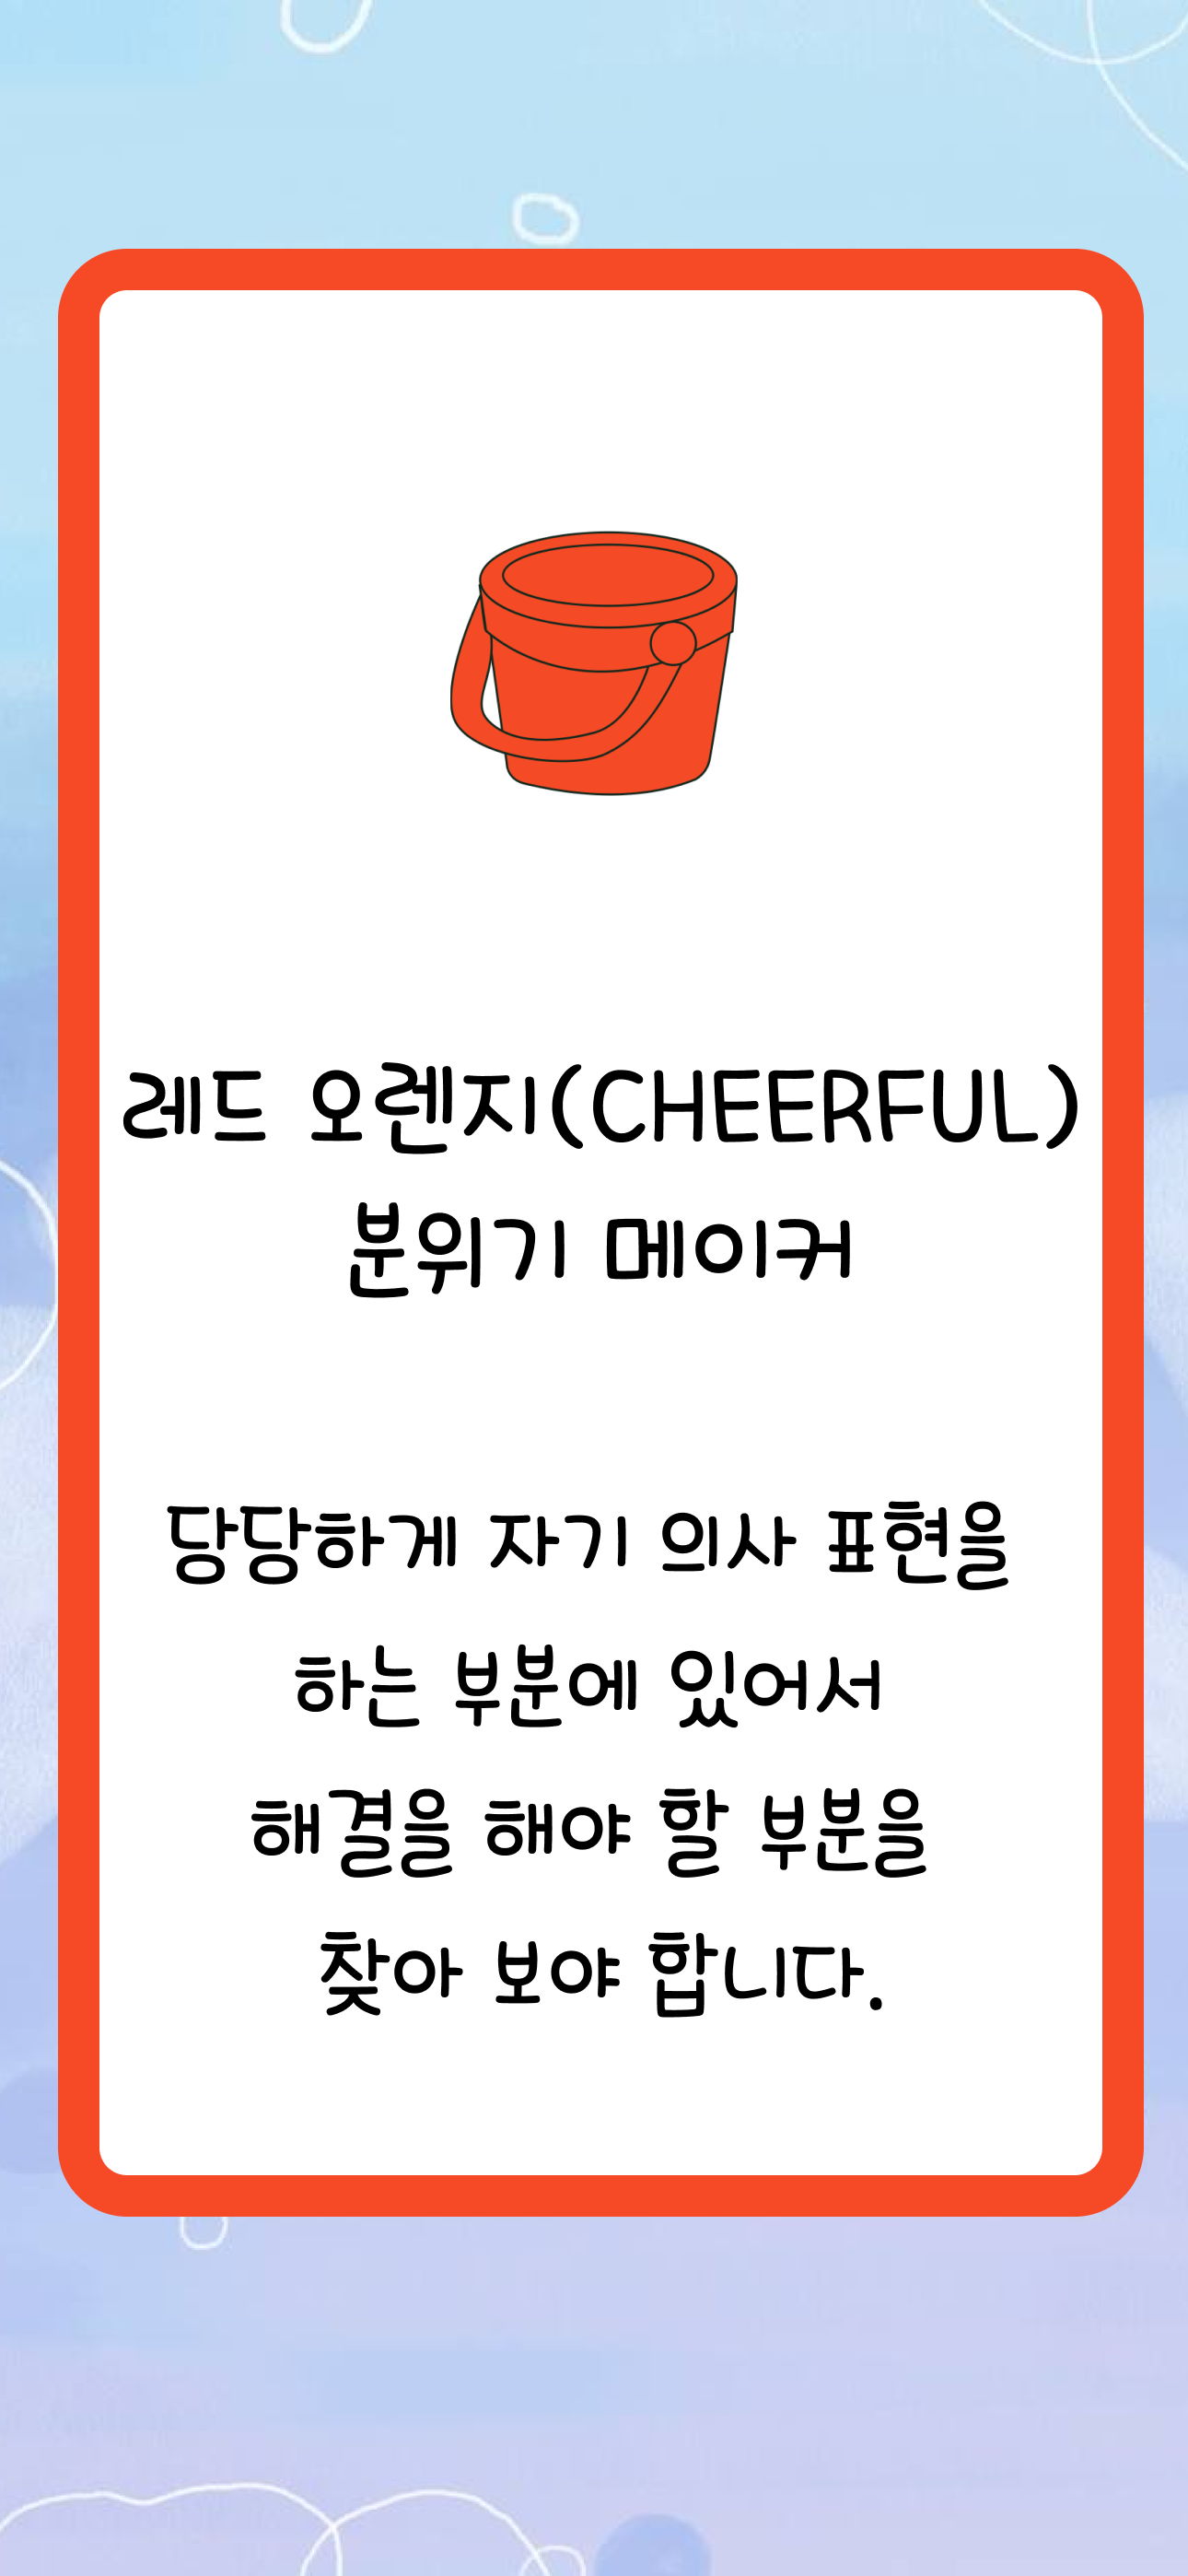 레드 오렌지(CHEERFUL)
분위기 메이커
당당하게 자기 의사 표현을
하는 부분에 있어서
해결을 해야 할 부분을
찾아 보야 합니다.